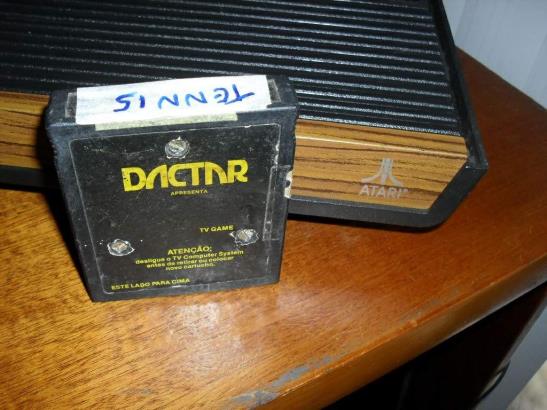 TENNIS
DACTAR
APRESENTA
TV GAME
ATENÇÃO:
desligue o TV Computer System
antes de retirar ou colocar
novo cartucho.
ESTE LADO PARA CIMA
ATARI